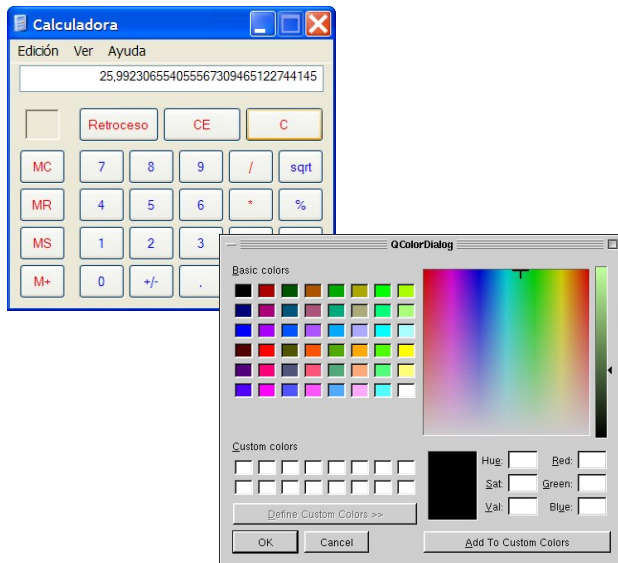 Calculadora
Edición Ver Ayuda
25,992306554055567309465122744145
Retroceso CE C
MC 7 8 9 / sqrt
MR 4 5 6 * %
MS 1 2 3
M+ 0 +/- .
QColorDialog
Basic colors
Custom colors
Hue: Red:
Sat: Green:
Val: Blue:
Define Custom Colors >>
OK Cancel Add To Custom Colors